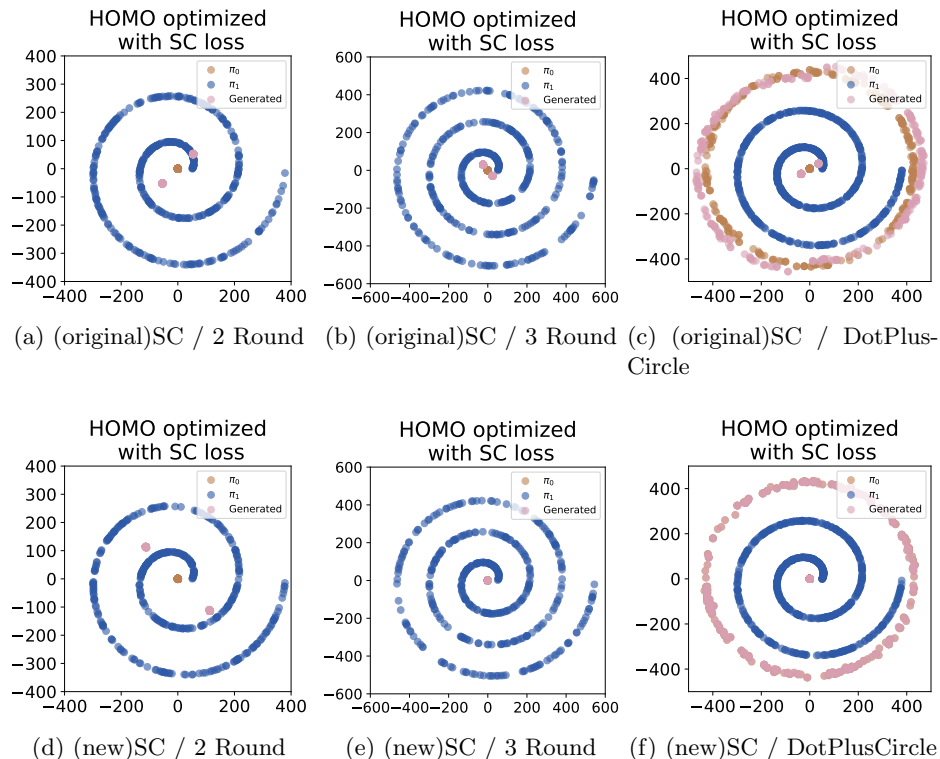 HOMO optimized
with SC loss
400
300
200
100
0
−100
−200
−300
−400
−400 −200 0 200 400
π0
π1
Generated
(a) (original)SC / 2 Round
HOMO optimized
with SC loss
600
400
200
0
−200
−400
−600
−600 −400 −200 0 200 400 600
π0
π1
Generated
(b) (original)SC / 3 Round
HOMO optimized
with SC loss
400
200
0
−200
−400
−400 −200 0 200 400
π0
π1
Generated
(c) (original)SC / DotPlus-
Circle
HOMO optimized
with SC loss
400
300
200
100
0
−100
−200
−300
−400
−400 −200 0 200 400
π0
π1
Generated
(d) (new)SC / 2 Round
HOMO optimized
with SC loss
600
400
200
0
−200
−400
−600
−600 −400 −200 0 200 400 600
π0
π1
Generated
(e) (new)SC / 3 Round
HOMO optimized
with SC loss
400
200
0
−200
−400
−400 −200 0 200 400
π0
π1
Generated
(f) (new)SC / DotPlusCircle